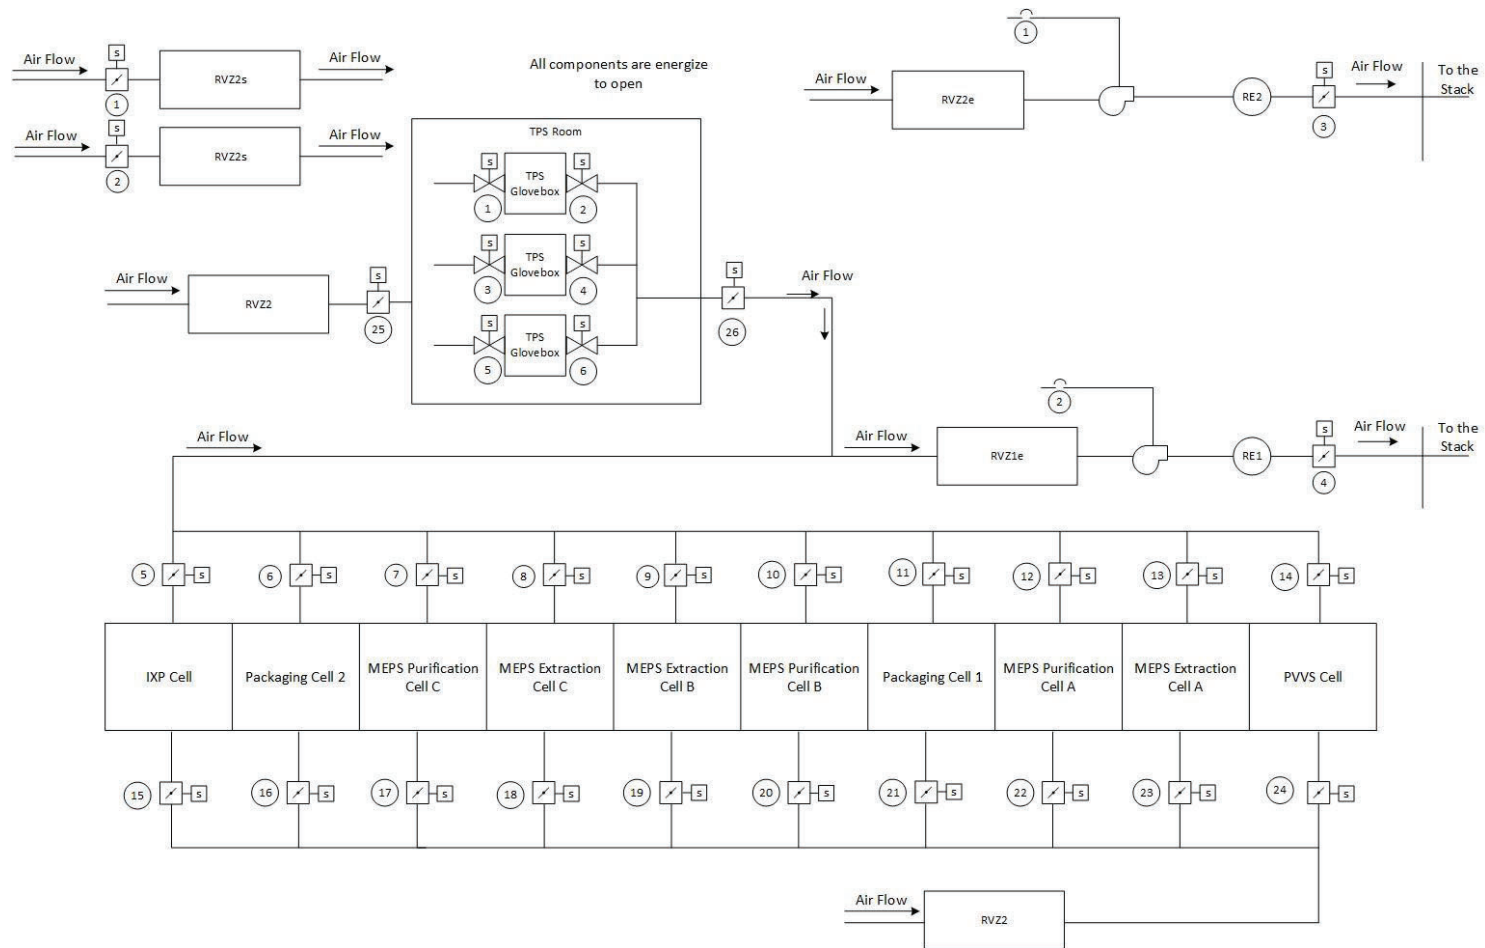 Air Flow
s
RVZ2s
Air Flow
1
All components are energize
to open
1
Air Flow
RVZ2e
RE2
s
Air Flow
To the
Stack
3
Air Flow
s
RVZ2s
Air Flow
2
TPS Room
s
TPS
Glovebox
s
1
2
s
TPS
Glovebox
s
3
4
s
TPS
Glovebox
s
5
6
Air Flow
RVZ2
s
25
s
26
Air Flow
2
Air Flow
Air Flow
RVZ1e
RE1
s
Air Flow
To the
Stack
4
5
s
6
s
7
s
8
s
9
s
10
s
11
s
12
s
13
s
14
s
IXP Cell
Packaging Cell 2
MEPS Purification
Cell C
MEPS Extraction
Cell C
MEPS Extraction
Cell B
MEPS Purification
Cell B
Packaging Cell 1
MEPS Purification
Cell A
MEPS Extraction
Cell A
PVVS Cell
15
s
16
s
17
s
18
s
19
s
20
s
21
s
22
s
23
s
24
s
Air Flow
RVZ2